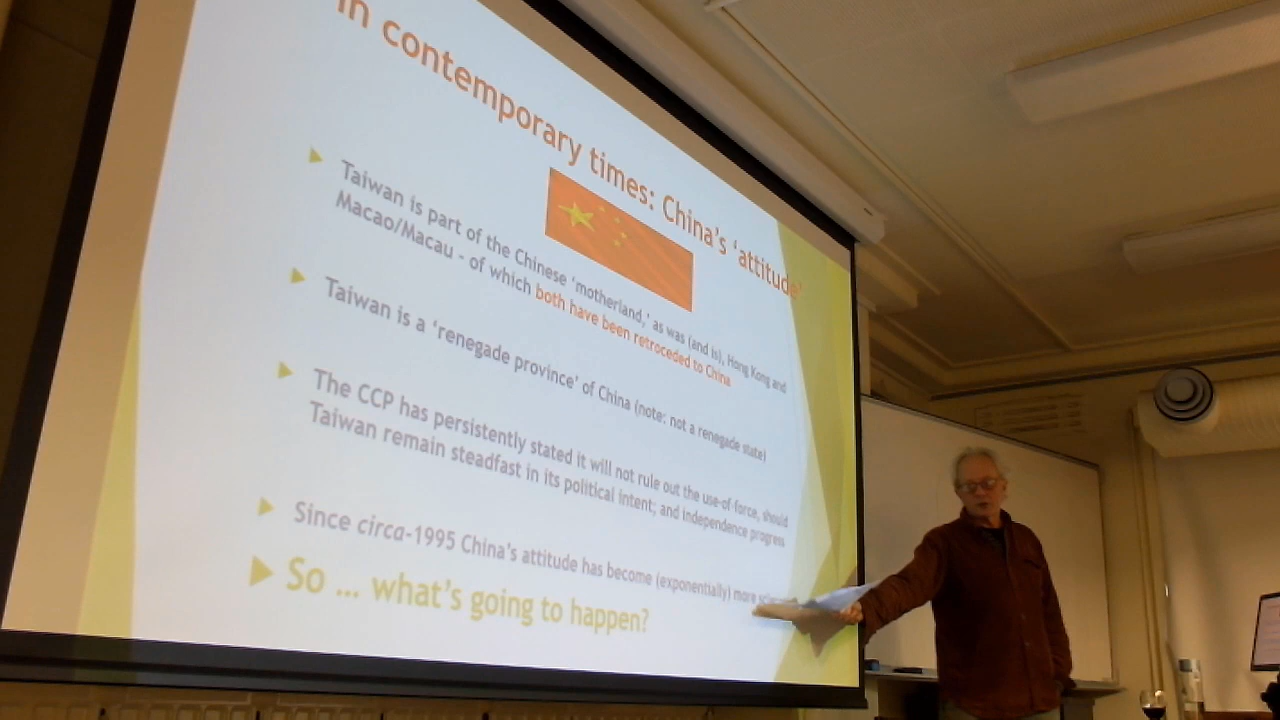 In contemporary times: China's 'attitude'
Taiwan is part of the Chinese 'motherland,' as was (and is), Hong Kong and
Macao/Macau - of which both have been retroceded to China
Taiwan is a 'renegade province' of China (note: not a renegade state)
The CCP has persistently stated it will not rule out the use-of-force, should
Taiwan remain steadfast in its political intent; and independence progress
Since circa-1995 China's attitude has become (exponentially) more
So ... what's going to happen?